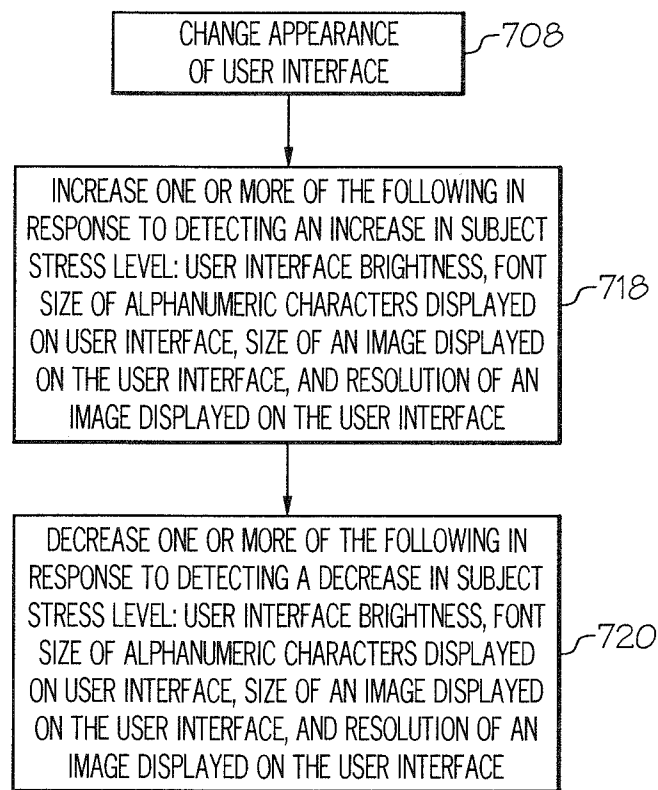 CHANGE APPEARANCE
OF USER INTERFACE
708
INCREASE ONE OR MORE OF THE FOLLOWING IN
RESPONSE TO DETECTING AN INCREASE IN SUBJECT
STRESS LEVEL: USER INTERFACE BRIGHTNESS, FONT
SIZE OF ALPHANUMERIC CHARACTERS DISPLAYED
ON USER INTERFACE, SIZE OF AN IMAGE DISPLAYED
ON THE USER INTERFACE, AND RESOLUTION OF AN
IMAGE DISPLAYED ON THE USER INTERFACE
718
DECREASE ONE OR MORE OF THE FOLLOWING IN
RESPONSE TO DETECTING A DECREASE IN SUBJECT
STRESS LEVEL: USER INTERFACE BRIGHTNESS, FONT
SIZE OF ALPHANUMERIC CHARACTERS DISPLAYED
ON USER INTERFACE, SIZE OF AN IMAGE DISPLAYED
ON THE USER INTERFACE, AND RESOLUTION OF AN
IMAGE DISPLAYED ON THE USER INTERFACE
720